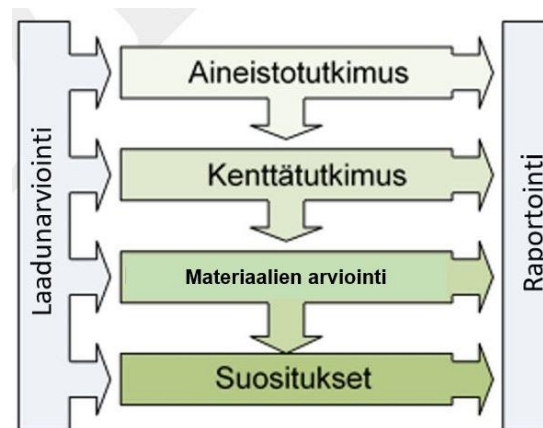 Laadunarviointi
Aineistotutkimus
Kenttätutkimus
Materiaalien arviointi
Suositukset
Raportointi